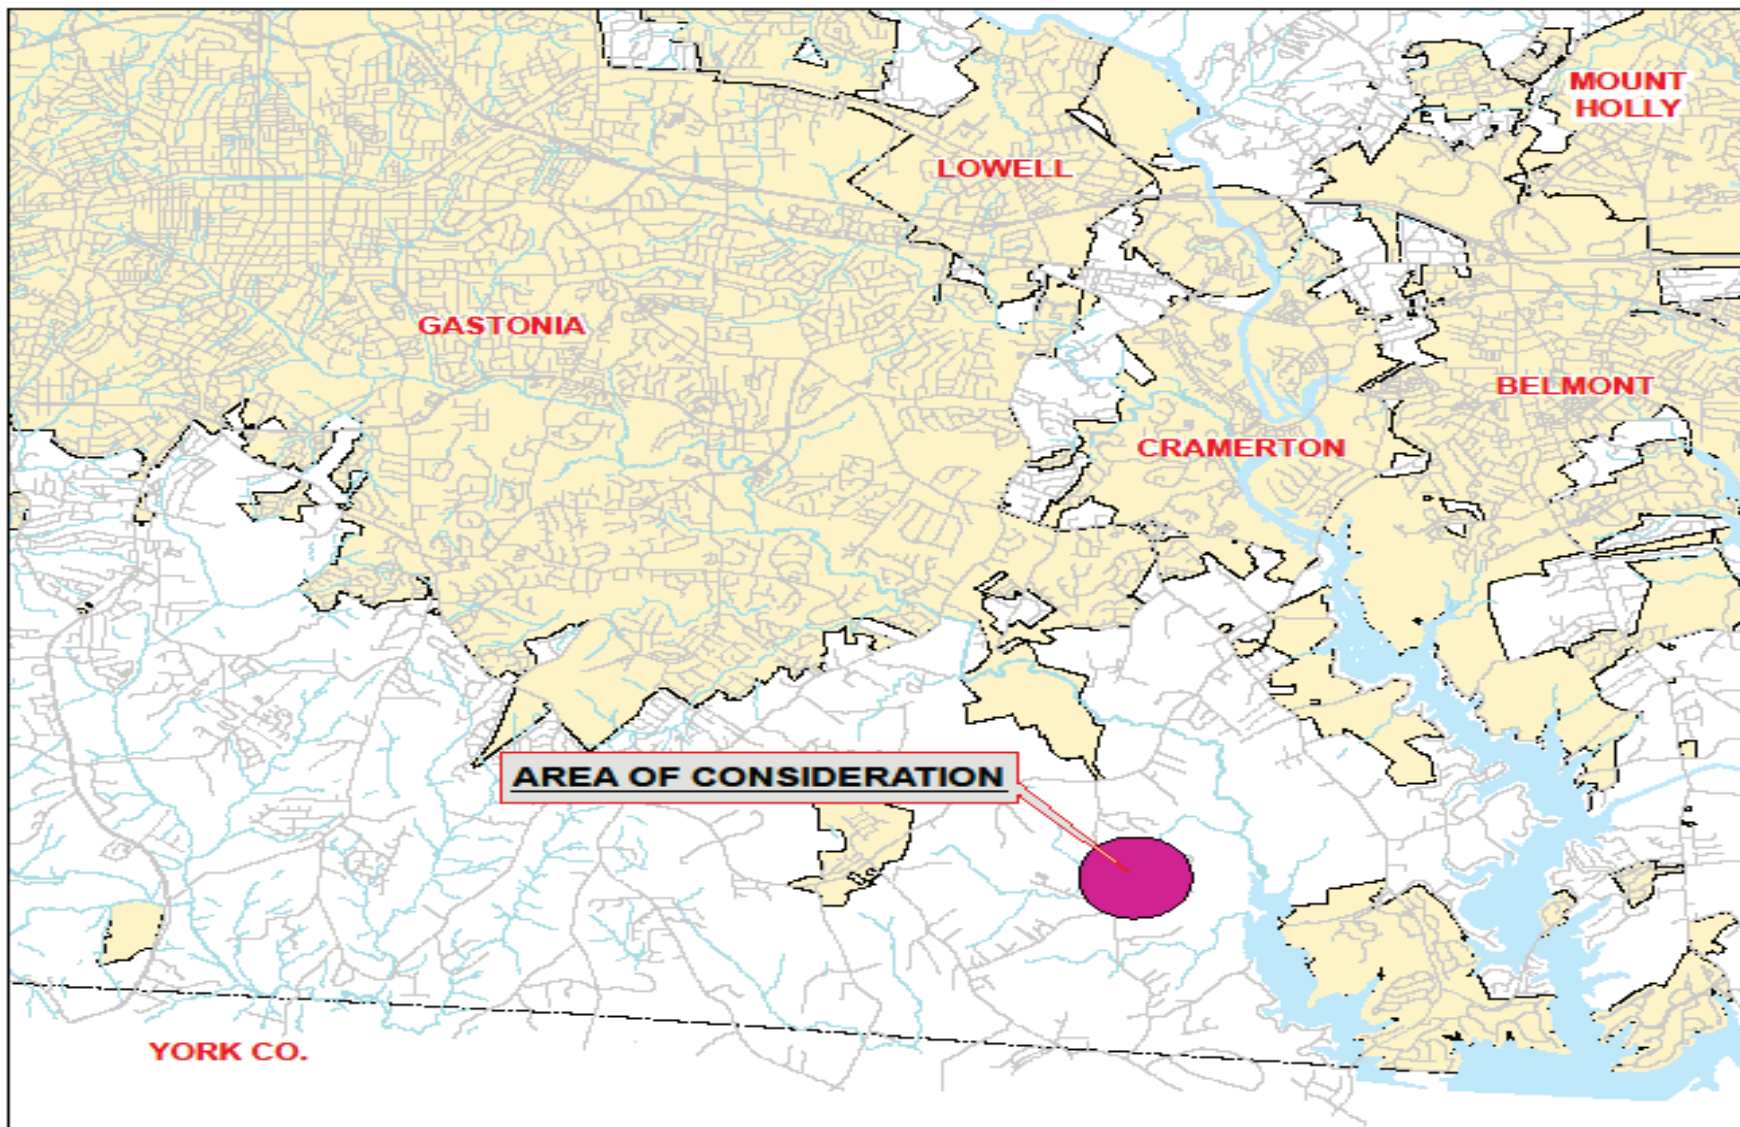 MOUNT
HOLLY
LOWELL
GASTONIA
BELMONT
CRAMERTON
AREA OF CONSIDERATION
YORK CO.